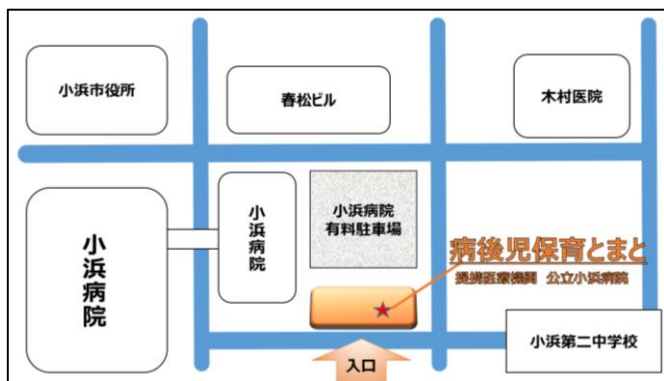 小浜市役所
春松ビル
木村医院
小浜病院
小浜病院
小浜病院
有料駐車場
病後児保育とまと
提携医療機関 公立小浜病院
小浜第二中学校
入口